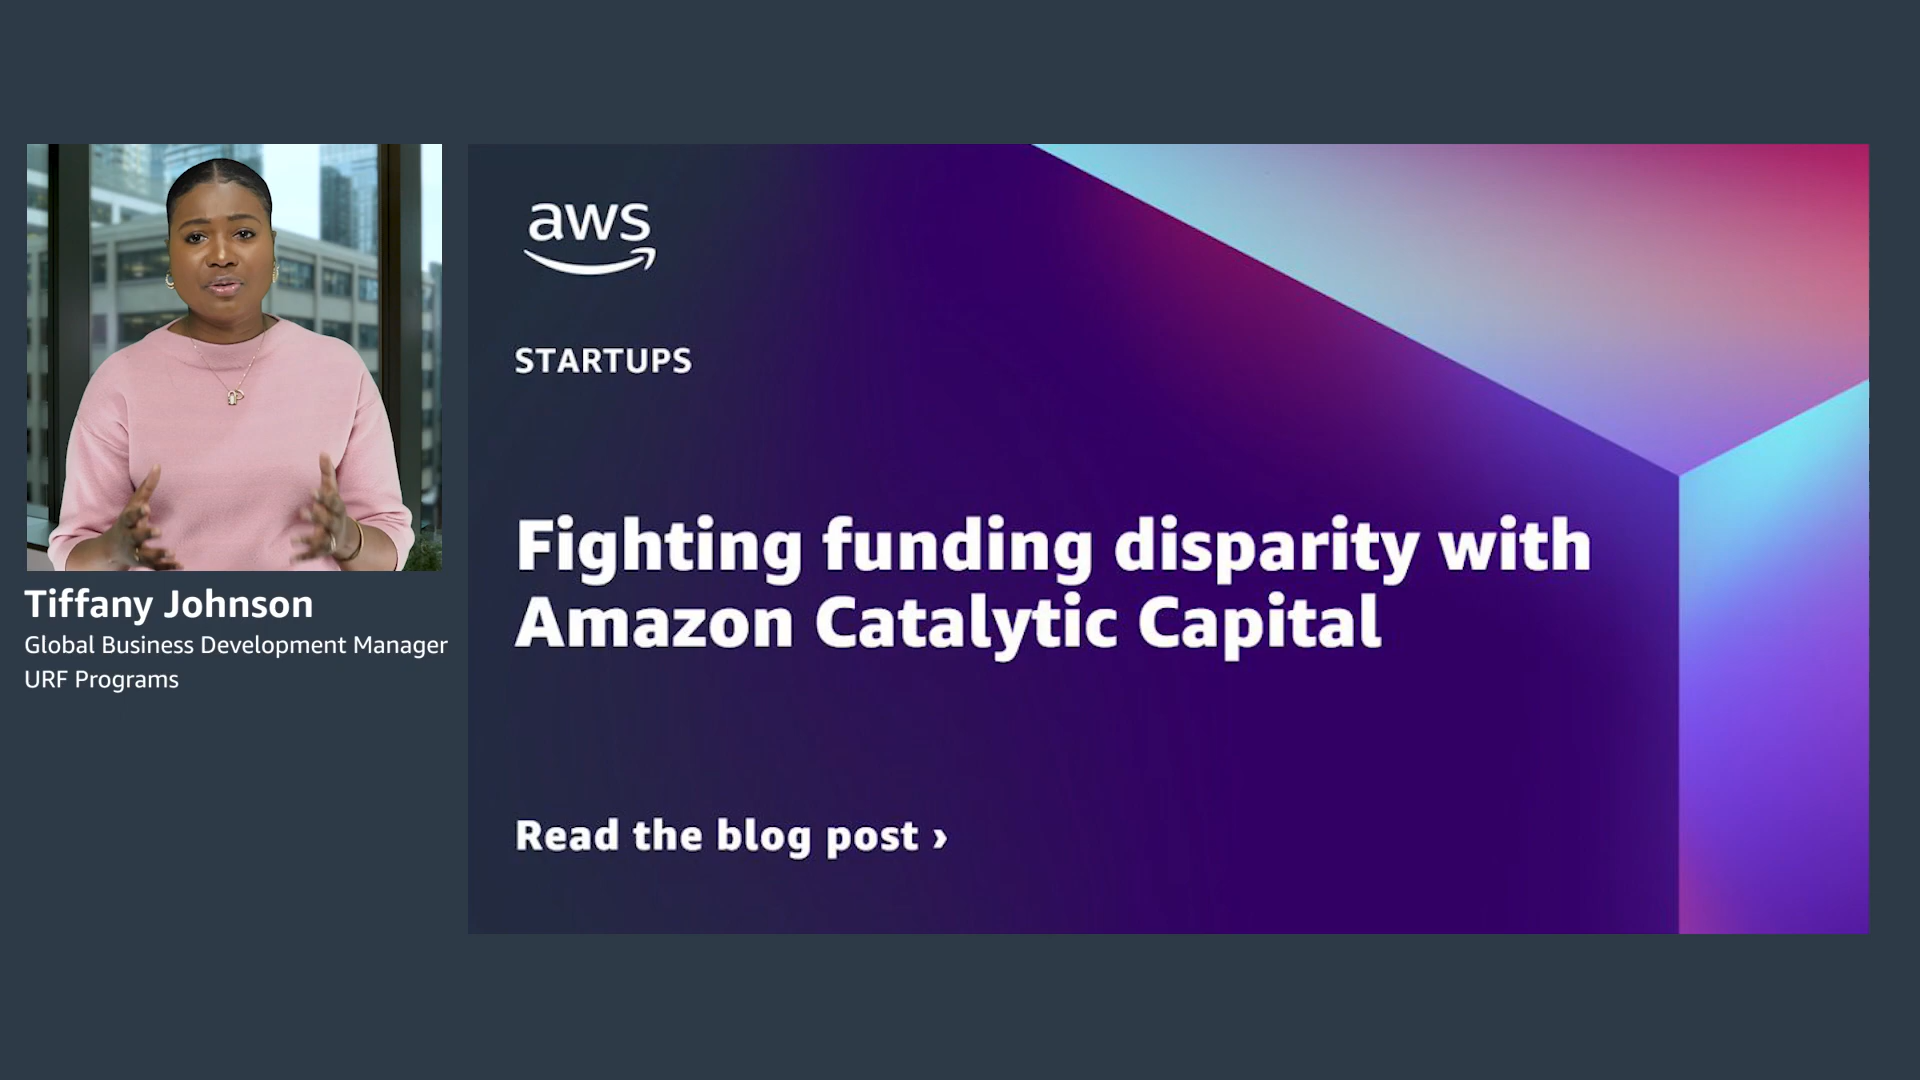 Tiffany Johnson
Global Business Development Manager
URF Programs
aws
STARTUPS
Fighting funding disparity with
Amazon Catalytic Capital
Read the blog post ›